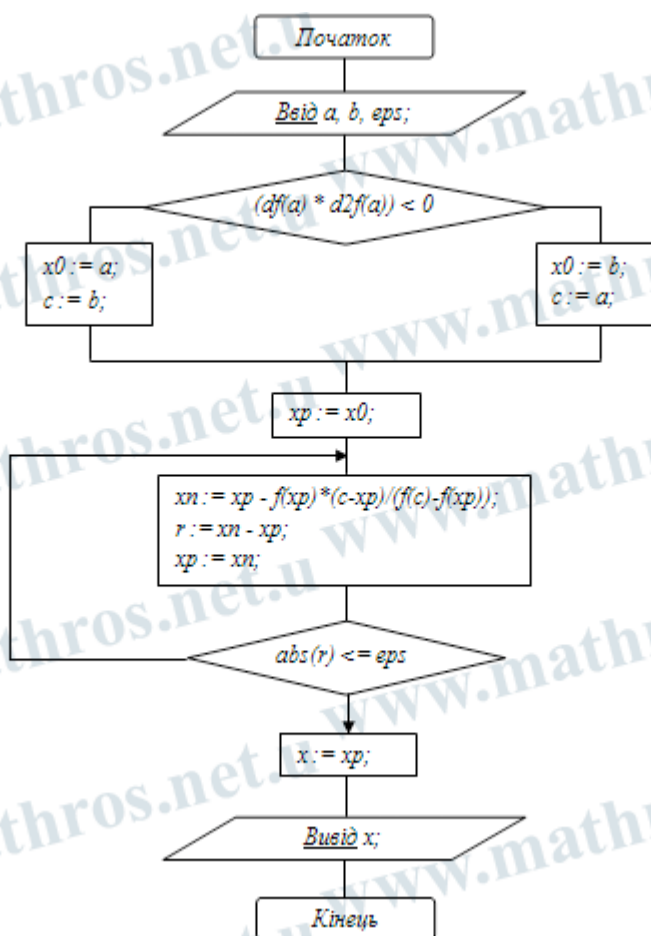 Початок
Ввід a, b, eps;
(df(a) * d2f(a)) < 0
x0 := a;
c := b;
x0 := b;
c := a;
xp := x0;
xn := xp - f(xp)*(c-xp)/(f(c)-f(xp));
r := xn - xp;
xp := xn;
abs(r) <= eps
x := xp;
Вивід x;
Кінець